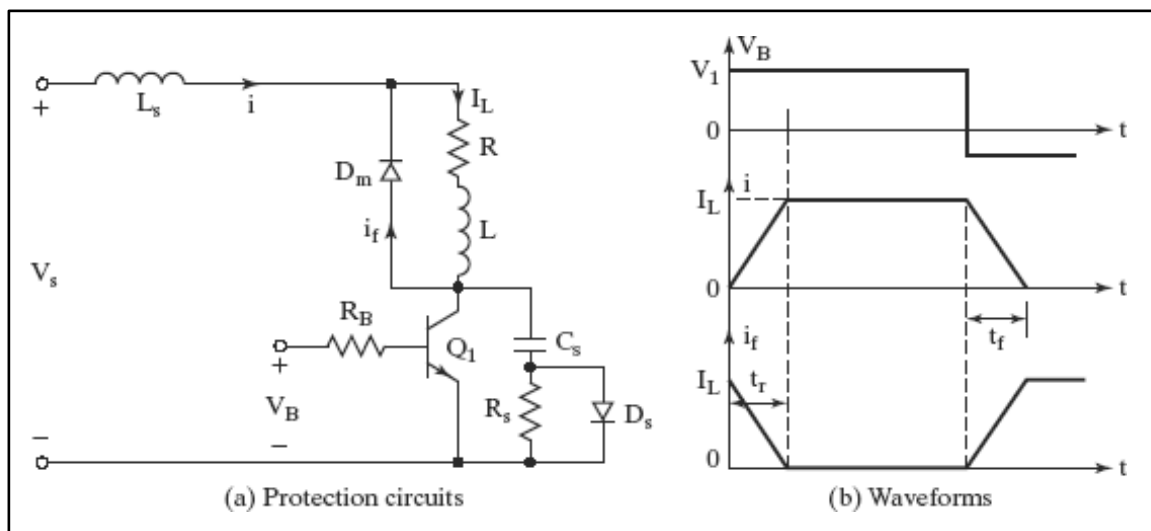 +
L_s
i
I_L
R
D_m
i_f
L
V_s
R_B
Q_1
C_s
+
V_B
−
R_s
D_s
−
(a) Protection circuits
V_B
V_1
0
t
i
I_L
0
t
t_f
i_f
I_L
t_r
0
t
(b) Waveforms